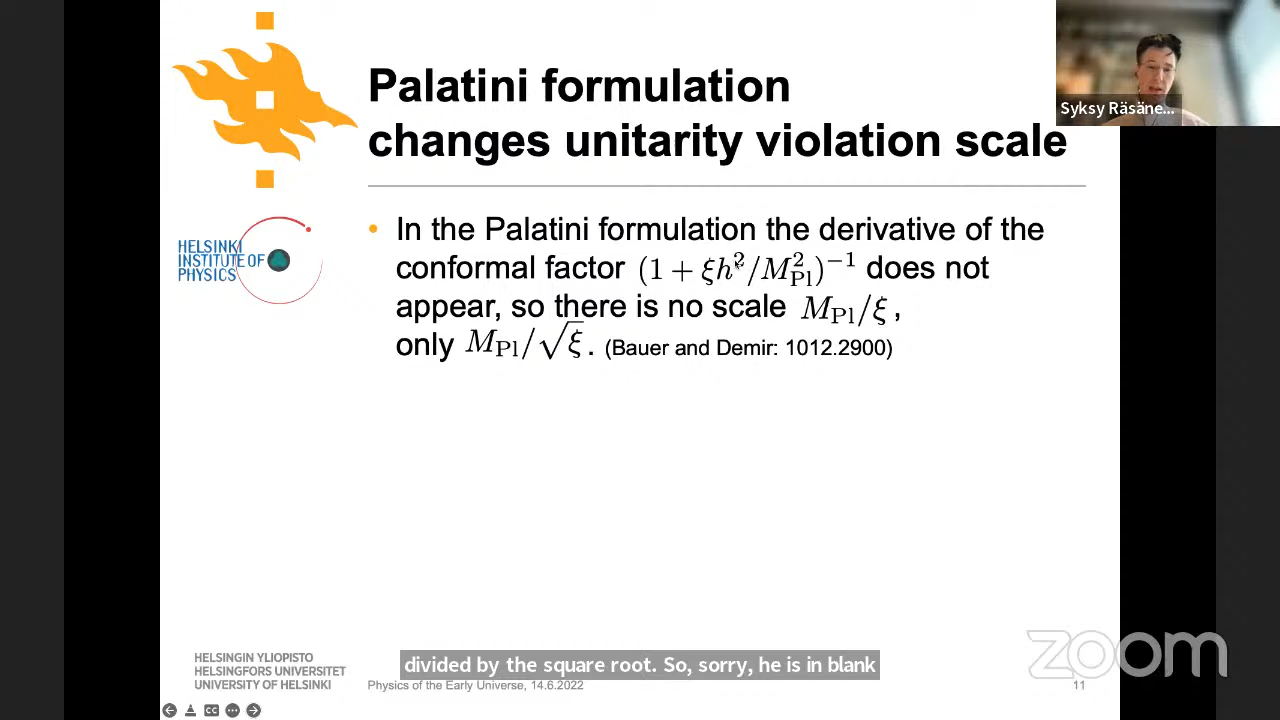 Palatini formulation
changes unitarity violation scale
Syksy Räsäne...
HELSINKI
INSTITUTE OF
PHYSICS
• In the Palatini formulation the derivative of the
conformal factor (1 + ξh²/M²_Pl)⁻¹ does not
appear, so there is no scale M_Pl/ξ ,
only M_Pl/√ξ. (Bauer and Demir: 1012.2900)
divided by the square root. So, sorry, he is in blank
HELSINGIN YLIOPISTO
HELSINGFORS UNIVERSITET
UNIVERSITY OF HELSINKI
Physics of the Early Universe, 14.6.2022
11
zoom
CC